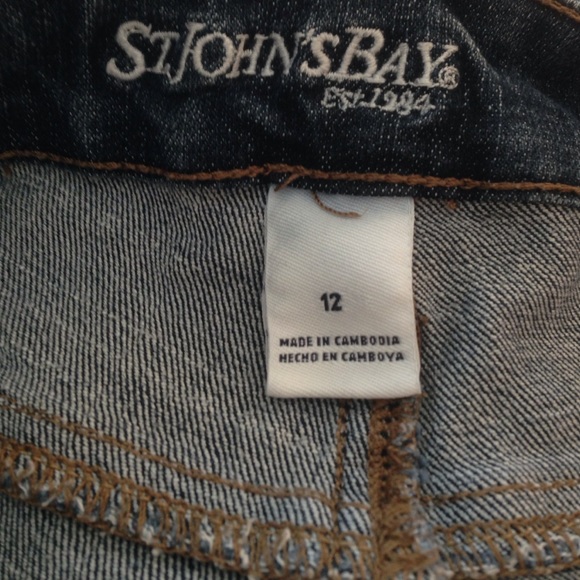 ST. JOHN'S BAY®
EST. 1984
12
MADE IN CAMBODIA
HECHO EN CAMBOYA